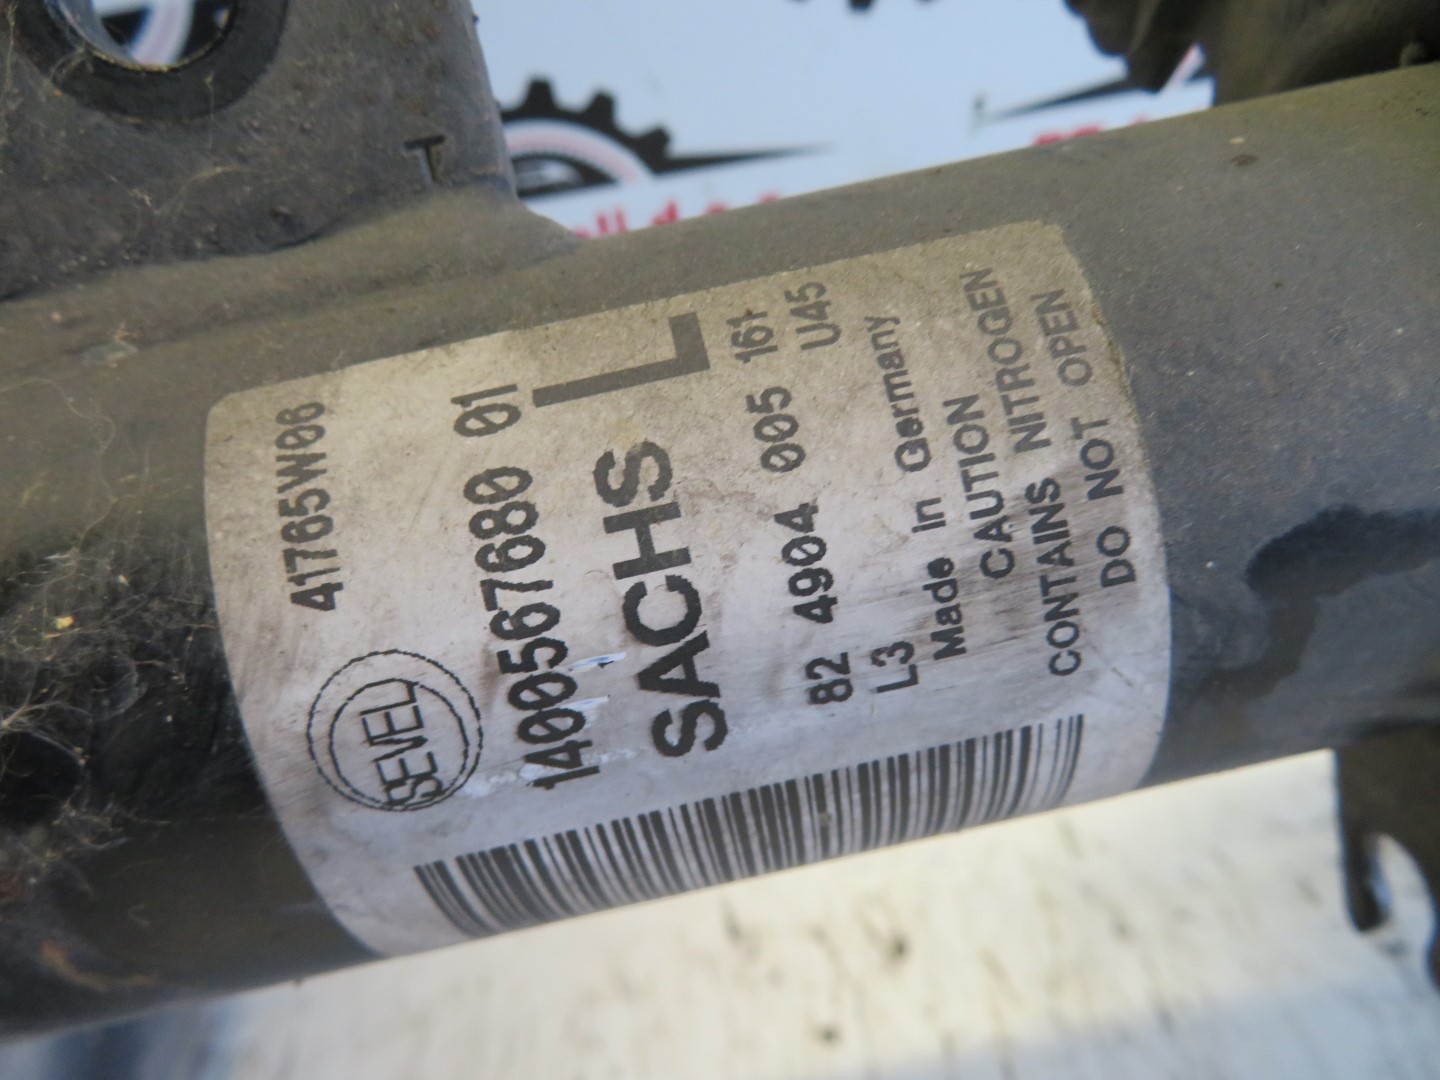 T
41765W06
SEVEL
1400567680 01
SACHS L
82 4904 005 161
L3 U45
Made in Germany
CAUTION
CONTAINS NITROGEN
DO NOT OPEN